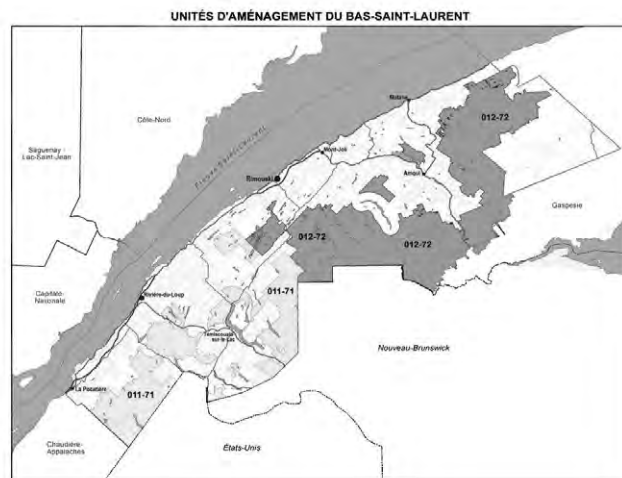 UNITÉS D'AMÉNAGEMENT DU BAS-SAINT-LAURENT
Côte-Nord
Saguenay -
Lac-Saint-Jean
Fleuve Saint-Laurent
Matane
012-72
Mont-Joli
Rimouski
Amqui
Gaspésie
012-72
012-72
Capitale-
Nationale
011-71
Rivière-du-Loup
Témiscouata-
sur-le-Lac
Nouveau-Brunswick
La Pocatière
011-71
Chaudière-
Appalaches
États-Unis